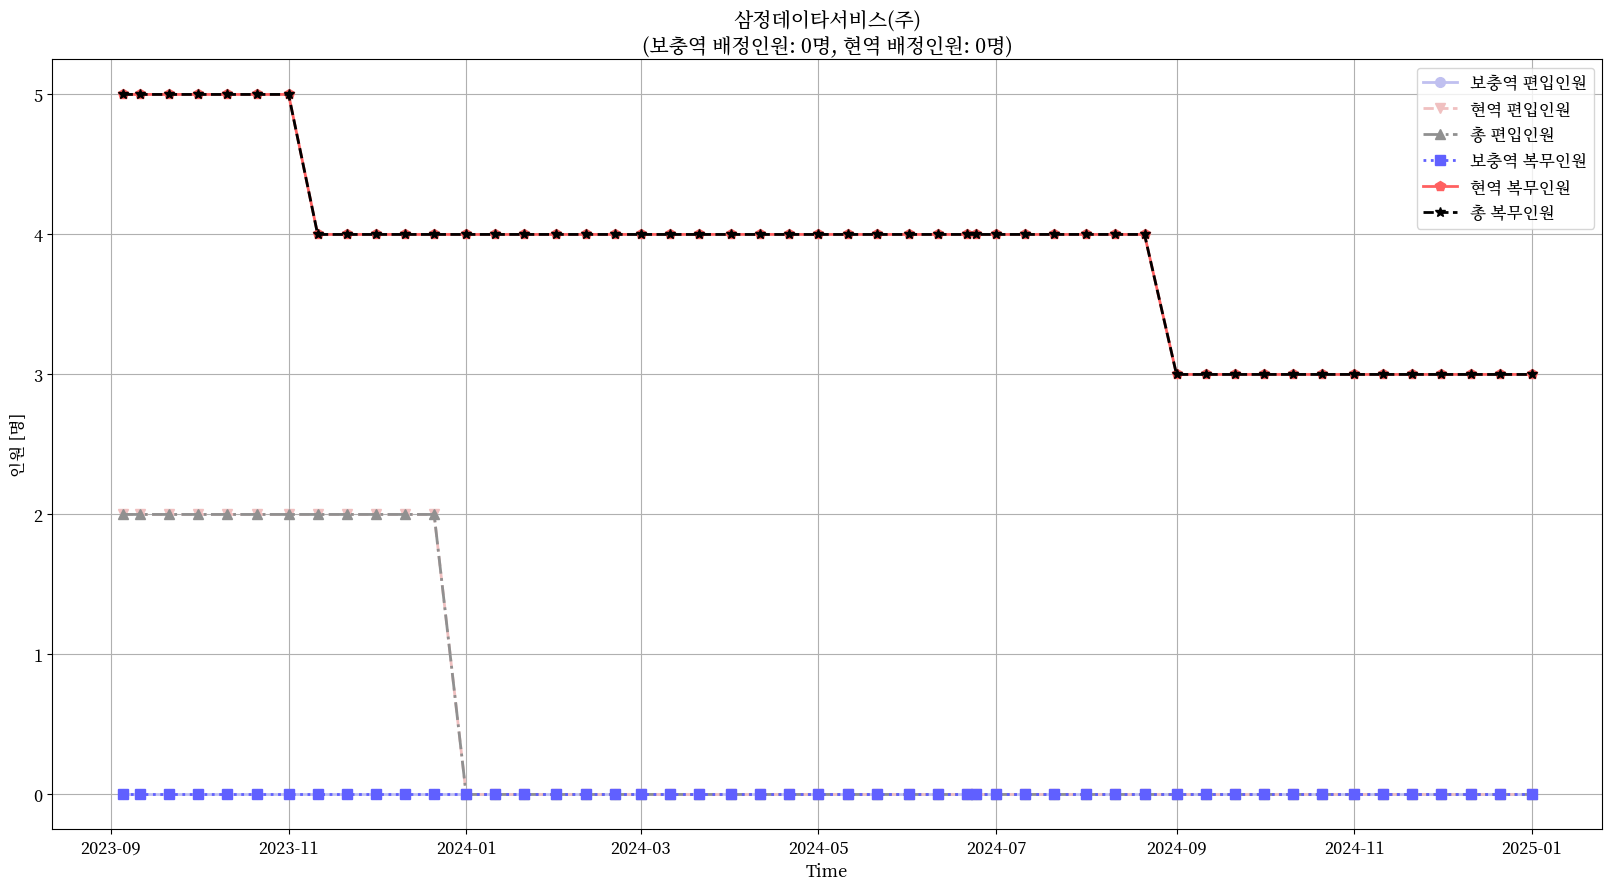 삼정데이타서비스(주)
(보충역 배정인원: 0명, 현역 배정인원: 0명)
보충역 편입인원
현역 편입인원
총 편입인원
보충역 복무인원
현역 복무인원
총 복무인원
인원 [명]
5
4
3
2
1
0
2023-09
2023-11
2024-01
2024-03
2024-05
2024-07
2024-09
2024-11
2025-01
Time